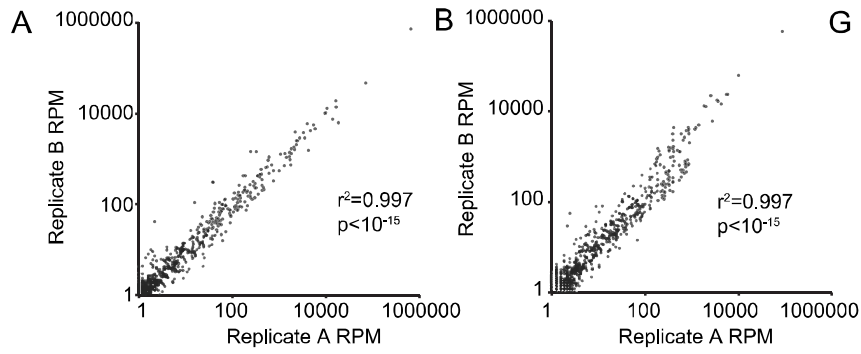 A
1000000
10000
100
1
Replicate B RPM
r²=0.997
p<10⁻¹⁵
1
100
10000
1000000
Replicate A RPM
B
1000000
10000
100
1
Replicate B RPM
r²=0.997
p<10⁻¹⁵
1
100
10000
1000000
Replicate A RPM
G